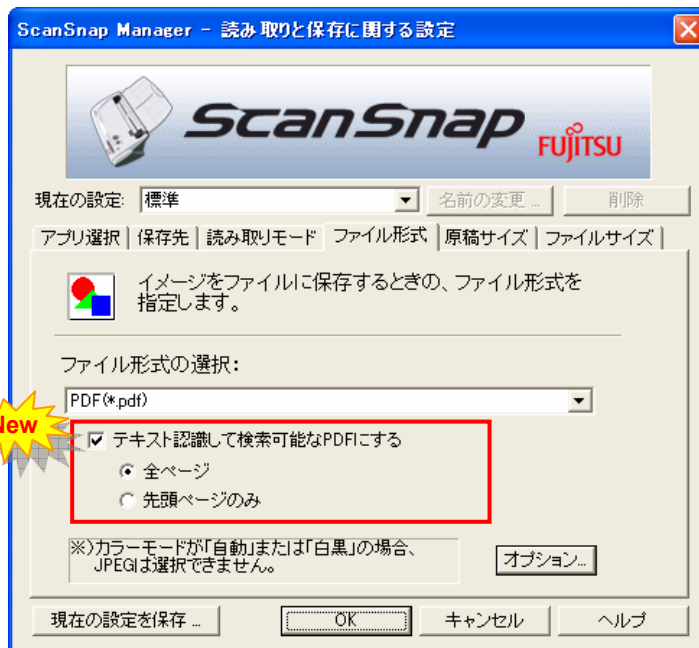 ScanSnap Manager - 読み取りと保存に関する設定
ScanSnap
FUJITSU
現在の設定: 標準 名前の変更 ... 削除
アプリ選択 保存先 読み取りモード ファイル形式 原稿サイズ ファイルサイズ
イメージをファイルに保存するときの、ファイル形式を
指定します。
ファイル形式の選択:
PDF(*.pdf)
New
テキスト認識して検索可能なPDFにする
全ページ
先頭ページのみ
※)カラーモードが「自動」または「白黒」の場合、
JPEGは選択できません。
オプション...
現在の設定を保存 ... OK キャンセル ヘルプ